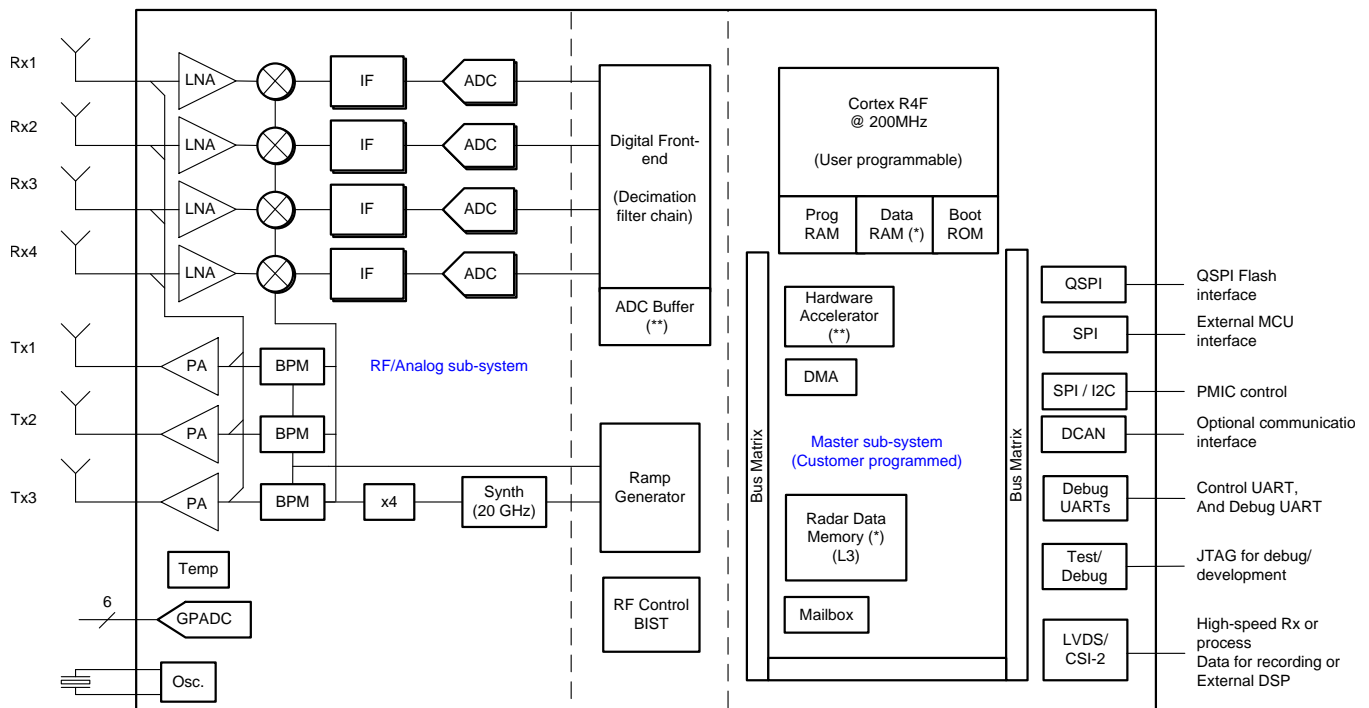 Rx1
LNA
IF
ADC
Rx2
LNA
IF
ADC
Rx3
LNA
IF
ADC
Rx4
LNA
IF
ADC
Digital Front-
end
(Decimation
filter chain)
ADC Buffer
(**)
Tx1
PA
BPM
Tx2
PA
BPM
Tx3
PA
BPM
x4
Synth
(20 GHz)
RF/Analog sub-system
Ramp
Generator
Temp
6
GPADC
Osc.
RF Control
BIST
Cortex R4F
@ 200MHz
(User programmable)
Prog
RAM
Data
RAM (*)
Boot
ROM
Bus Matrix
Hardware
Accelerator
(**)
DMA
Master sub-system
(Customer programmed)
Radar Data
Memory (*)
(L3)
Mailbox
Bus Matrix
QSPI
QSPI Flash
interface
SPI
External MCU
interface
SPI / I2C
PMIC control
DCAN
Optional communicatio
interface
Debug
UARTs
Control UART,
And Debug UART
Test/
Debug
JTAG for debug/
development
LVDS/
CSI-2
High-speed Rx or
process
Data for recording or
External DSP